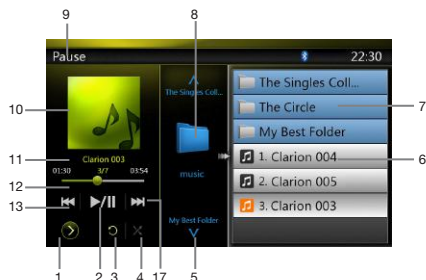 9
8
Pause
22:30
The Singles Coll...
The Singles Coll...
10
The Circle
7
My Best Folder
11
Clarion 003
1. Clarion 004
6
01:30
3/7
03:54
music
2. Clarion 005
12
13
3. Clarion 003
My Best Folder
1
2
3
4
17
5